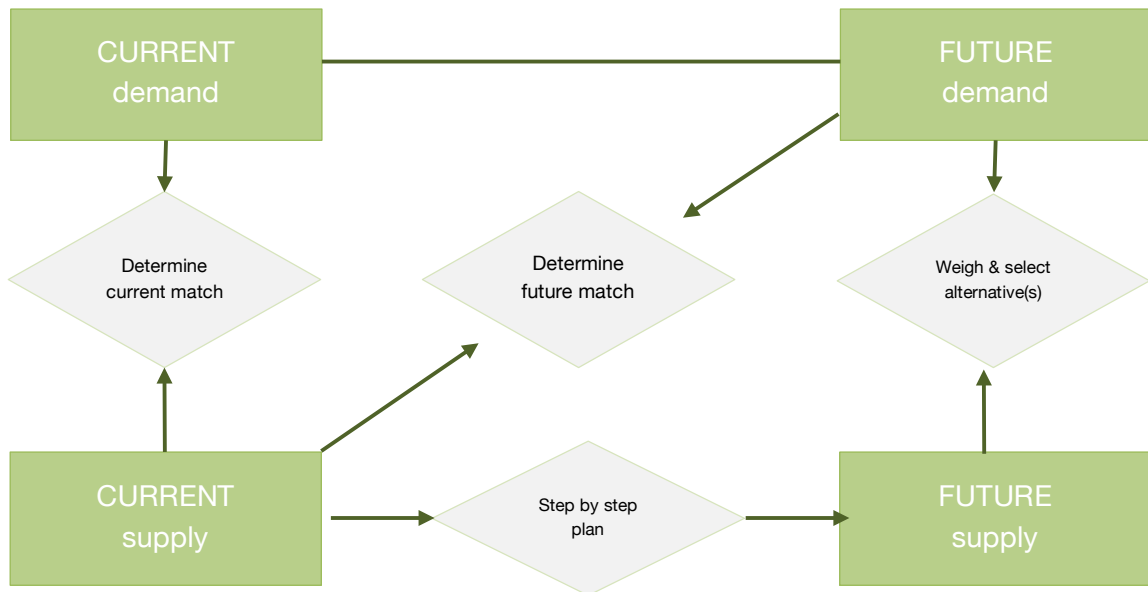 CURRENT
demand
FUTURE
demand
Determine
current match
Determine
future match
Weigh & select
alternative(s)
CURRENT
supply
Step by step
plan
FUTURE
supply